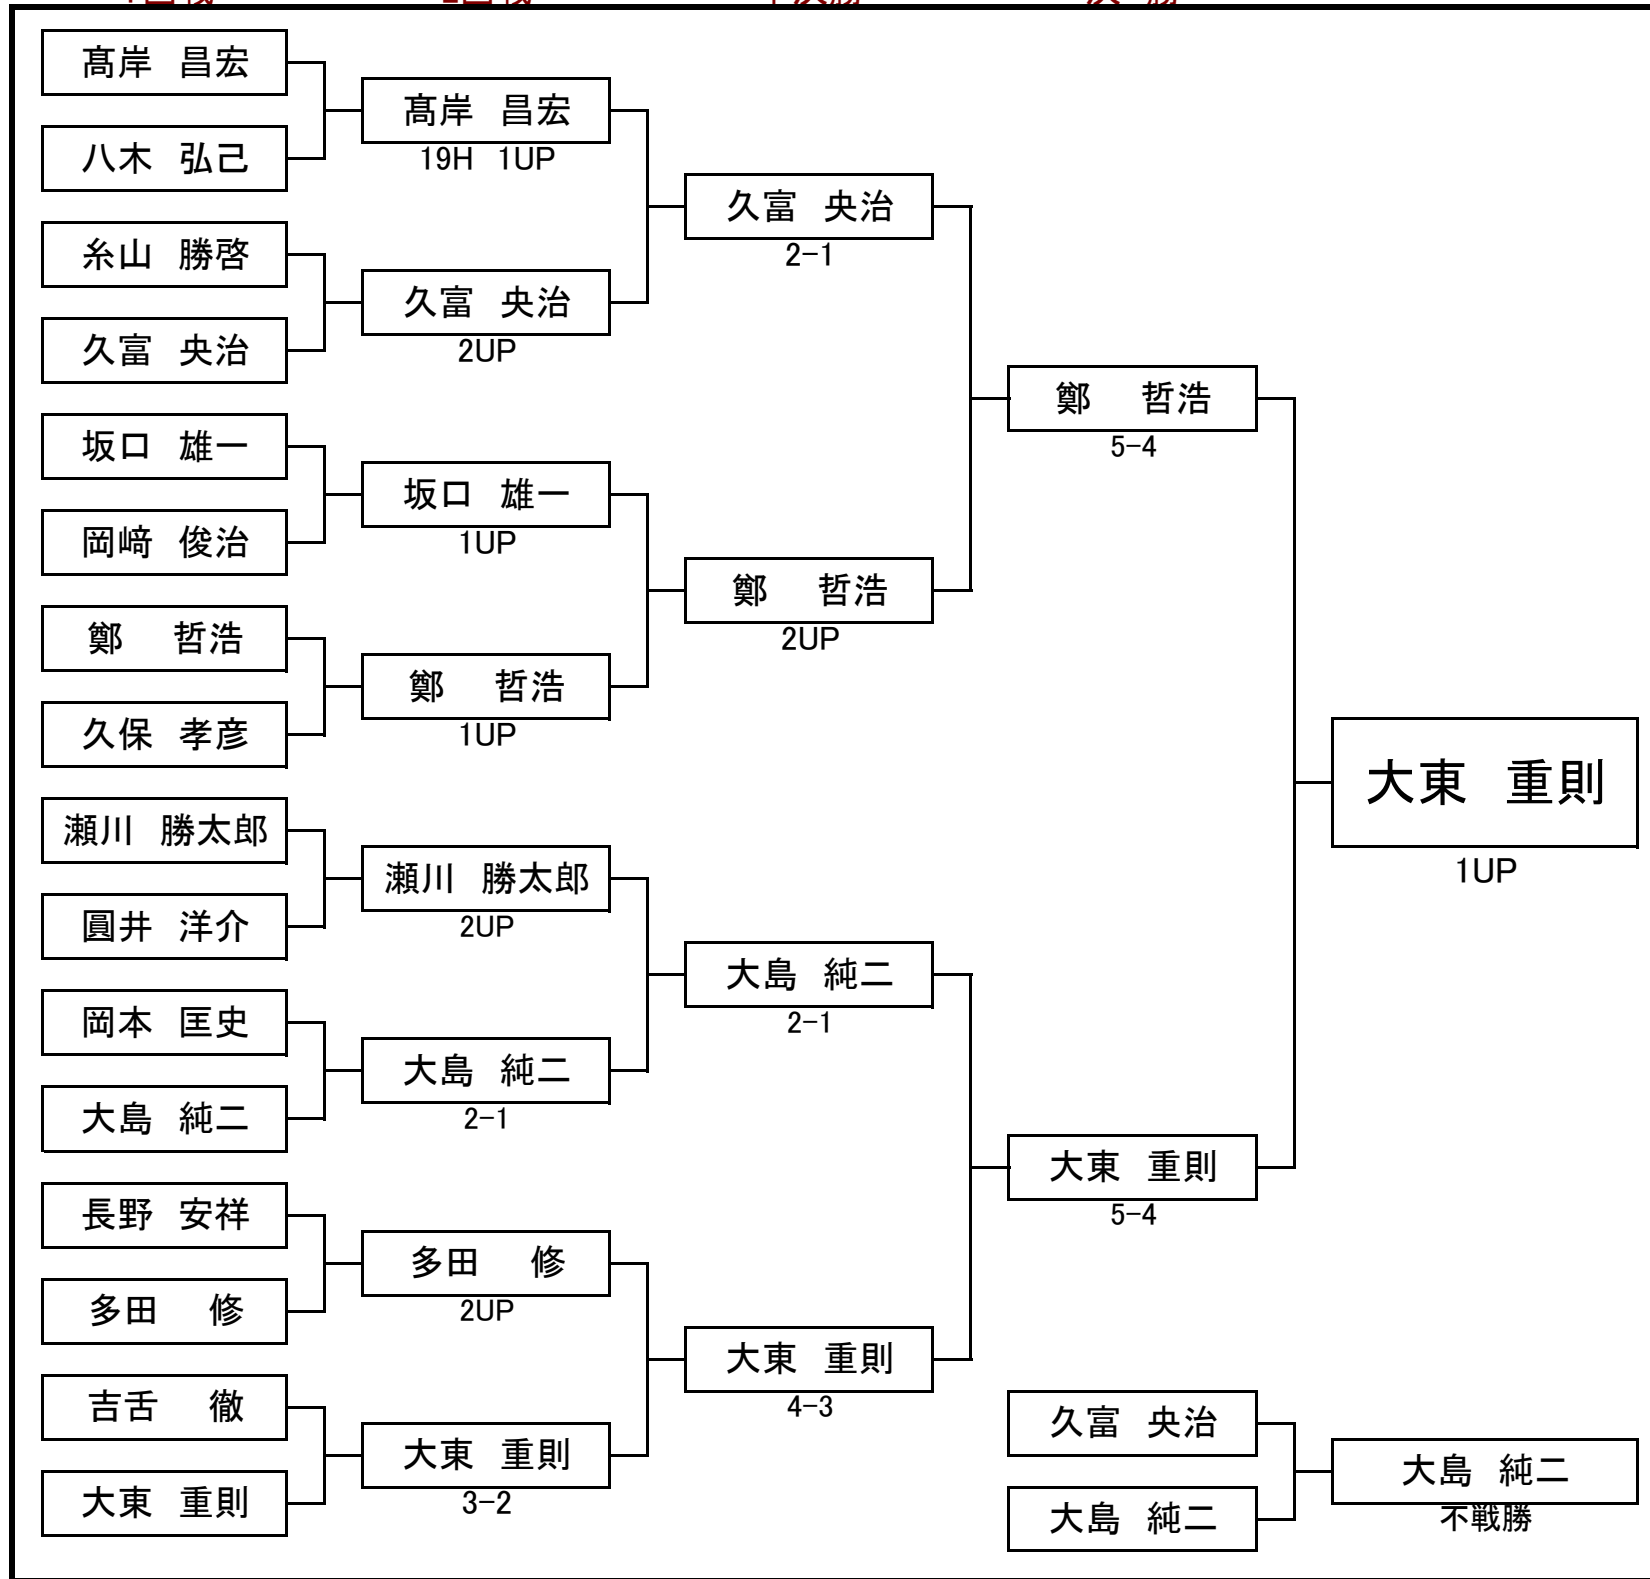 髙岸 昌宏
八木 弘己
糸山 勝啓
久富 央治
坂口 雄一
岡﨑 俊治
鄭 哲浩
久保 孝彦
瀬川 勝太郎
圓井 洋介
岡本 匡史
大島 純二
長野 安祥
多田 修
吉舌 徹
大東 重則
髙岸 昌宏
19H 1UP
久富 央治
2UP
坂口 雄一
1UP
鄭 哲浩
1UP
瀬川 勝太郎
2UP
大島 純二
2-1
多田 修
2UP
大東 重則
3-2
久富 央治
2-1
鄭 哲浩
2UP
大島 純二
2-1
大東 重則
4-3
鄭 哲浩
5-4
大東 重則
5-4
大東 重則
1UP
久富 央治
大島 純二
大島 純二
不戦勝